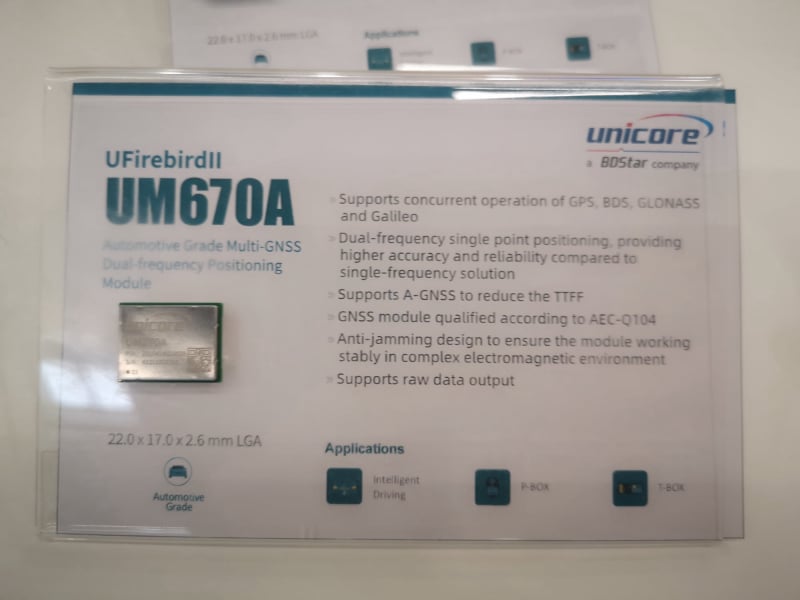 22.0 x 17.0 x 2.6 mm LGA
Applications
unicore
a BDStar company
UFirebirdII
UM670A
Automotive Grade Multi-GNSS
Dual-frequency Positioning
Module
» Supports concurrent operation of GPS, BDS, GLONASS
and Galileo
» Dual-frequency single point positioning, providing
higher accuracy and reliability compared to
single-frequency solution
» Supports A-GNSS to reduce the TTFF
» GNSS module qualified according to AEC-Q104
» Anti-jamming design to ensure the module working
stably in complex electromagnetic environment
» Supports raw data output
unicore
22.0 x 17.0 x 2.6 mm LGA
Automotive
Grade
Applications
Intelligent
Driving
P-BOX
T-BOX